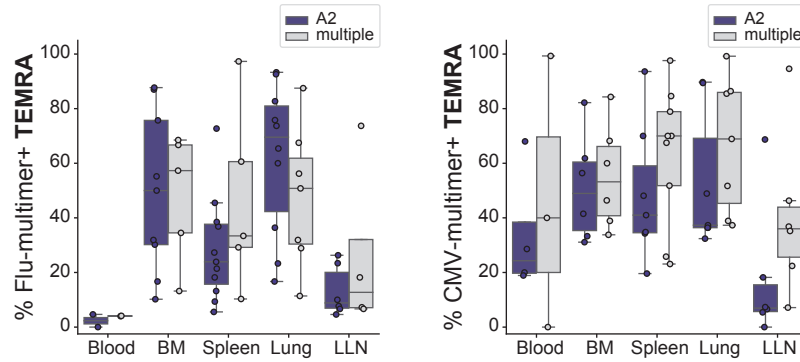 A2
multiple
% Flu-multimer+ TEMRA
100
80
60
40
20
0
Blood BM Spleen Lung LLN
A2
multiple
% CMV-multimer+ TEMRA
100
80
60
40
20
0
Blood BM Spleen Lung LLN